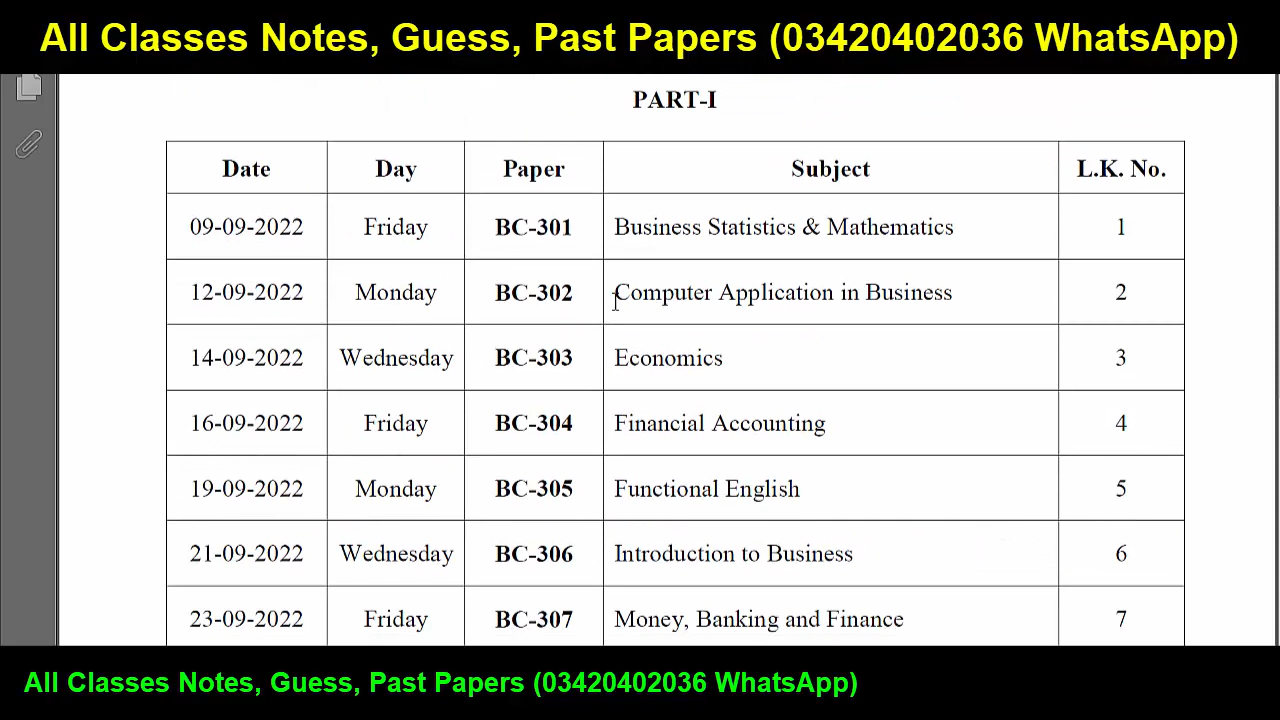 All Classes Notes, Guess, Past Papers (03420402036 WhatsApp)
PART-I
Date Day Paper Subject L.K. No.
09-09-2022 Friday BC-301 Business Statistics & Mathematics 1
12-09-2022 Monday BC-302 Computer Application in Business 2
14-09-2022 Wednesday BC-303 Economics 3
16-09-2022 Friday BC-304 Financial Accounting 4
19-09-2022 Monday BC-305 Functional English 5
21-09-2022 Wednesday BC-306 Introduction to Business 6
23-09-2022 Friday BC-307 Money, Banking and Finance 7
All Classes Notes, Guess, Past Papers (03420402036 WhatsApp)